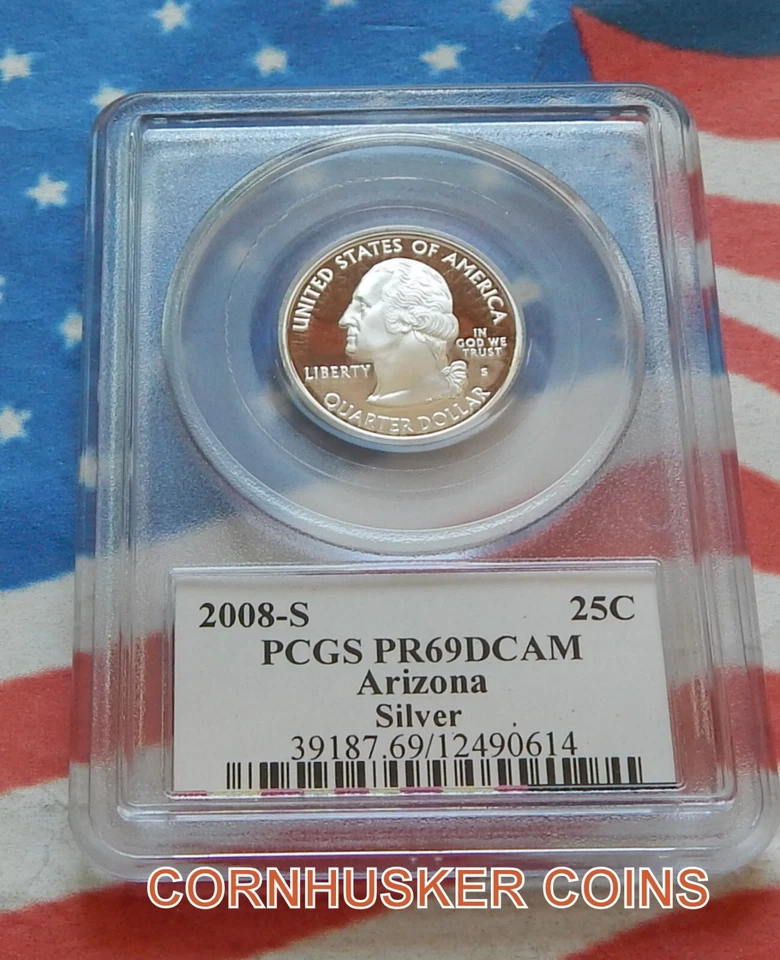 UNITED STATES OF AMERICA
IN
GOD WE
TRUST
LIBERTY
S
QUARTER DOLLAR
2008-S 25C
PCGS PR69DCAM
Arizona
Silver
39187.69/12490614
CORNHUSKER COINS